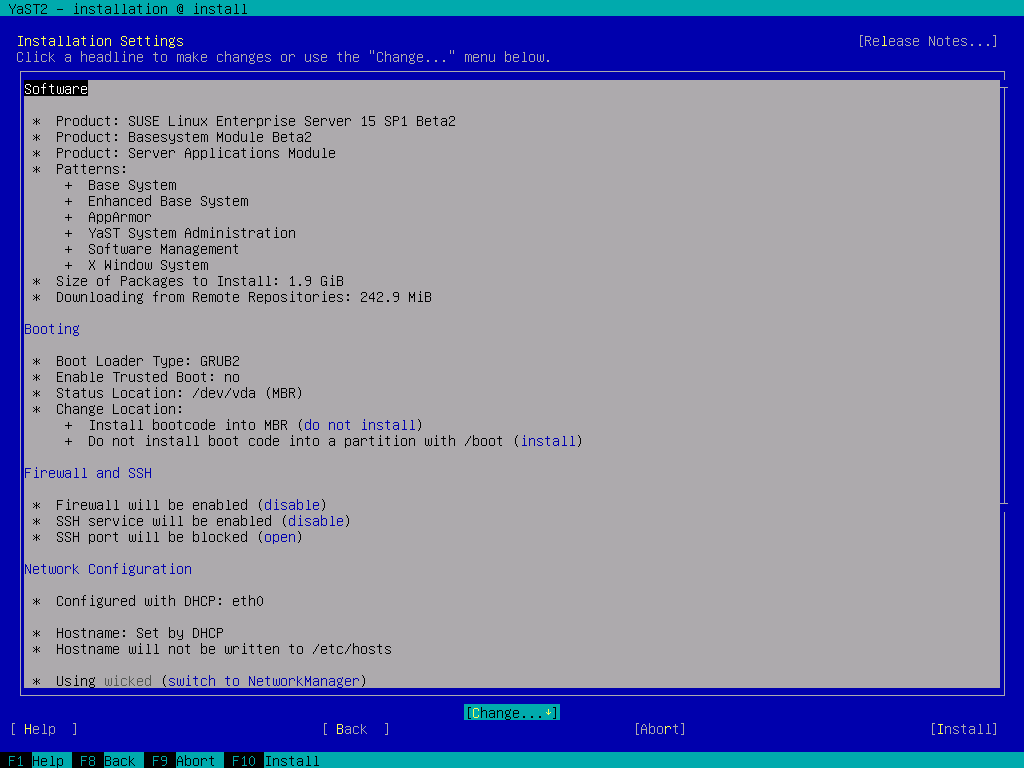 YaST2 - installation @ install
Installation Settings [Release Notes...]
Click a headline to make changes or use the "Change..." menu below.
Software
* Product: SUSE Linux Enterprise Server 15 SP1 Beta2
* Product: Basesystem Module Beta2
* Product: Server Applications Module
* Patterns:
+ Base System
+ Enhanced Base System
+ AppArmor
+ YaST System Administration
+ Software Management
+ X Window System
* Size of Packages to Install: 1.9 GiB
* Downloading from Remote Repositories: 242.9 MiB
Booting
* Boot Loader Type: GRUB2
* Enable Trusted Boot: no
* Status Location: /dev/vda (MBR)
* Change Location:
+ Install bootcode into MBR (do not install)
+ Do not install boot code into a partition with /boot (install)
Firewall and SSH
* Firewall will be enabled (disable)
* SSH service will be enabled (disable)
* SSH port will be blocked (open)
Network Configuration
* Configured with DHCP: eth0
* Hostname: Set by DHCP
* Hostname will not be written to /etc/hosts
* Using wicked (switch to NetworkManager)
[Change...↓]
[ Help ] [ Back ] [Abort] [Install]
F1 Help F8 Back F9 Abort F10 Install